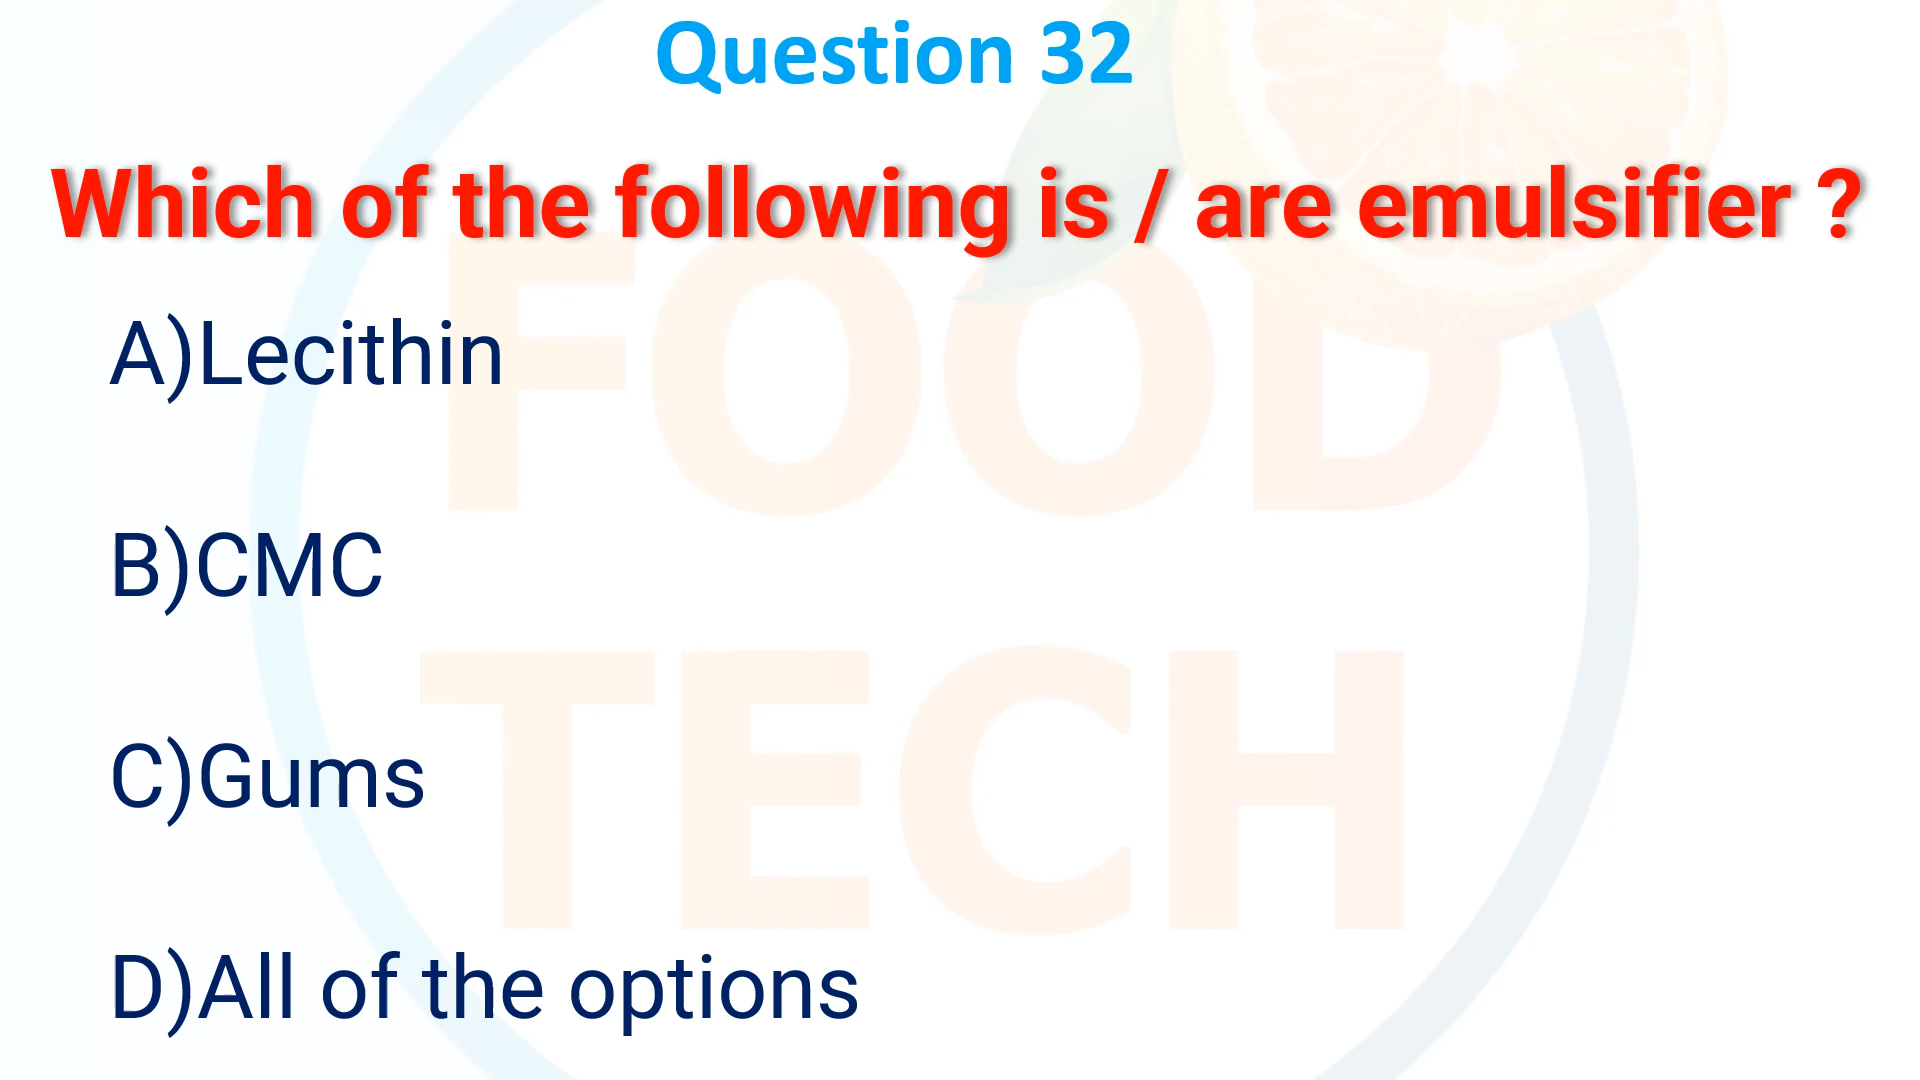 Question 32
Which of the following is / are emulsifier ?
A)Lecithin
B)CMC
C)Gums
D)All of the options
FOOD
TECH